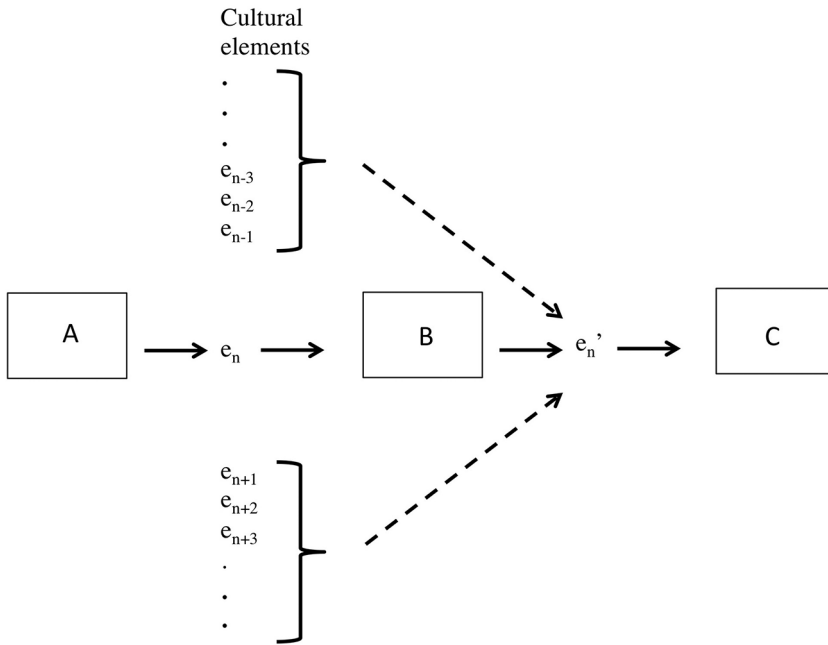 Cultural
elements
.
.
.
eₙ₋₃
eₙ₋₂
eₙ₋₁
A
eₙ
B
eₙ’
C
eₙ₊₁
eₙ₊₂
eₙ₊₃
.
.
.